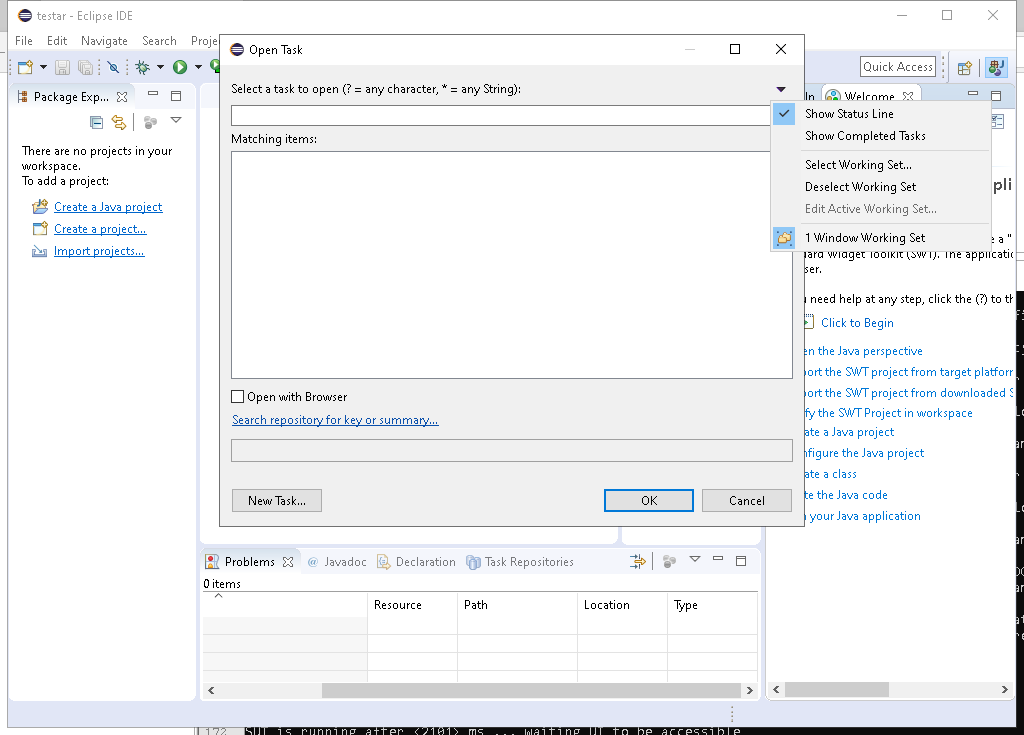 testar - Eclipse IDE
File Edit Navigate Search Proje
Quick Access
Package Exp...
There are no projects in your
workspace.
To add a project:
Create a Java project
Create a project...
Import projects...
Open Task
Select a task to open (? = any character, * = any String):
Matching items:
Open with Browser
Search repository for key or summary...
New Task...
OK
Cancel
Welcome
Show Status Line
Show Completed Tasks
Select Working Set...
Deselect Working Set
Edit Active Working Set...
1 Window Working Set
pli
e a "
dard Widget Toolkit (SWT). The applicatio
ser.
need help at any step, click the (?) to th
Click to Begin
en the Java perspective
port the SWT project from target platform
port the SWT project from downloaded S
fy the SWT Project in workspace
ate a Java project
nfigure the Java project
ate a class
te the Java code
your Java application
Problems
@ Javadoc
Declaration
Task Repositories
0 items
Resource Path Location Type
172 SUT is running after <2101> ms ... waiting UI to be accessible